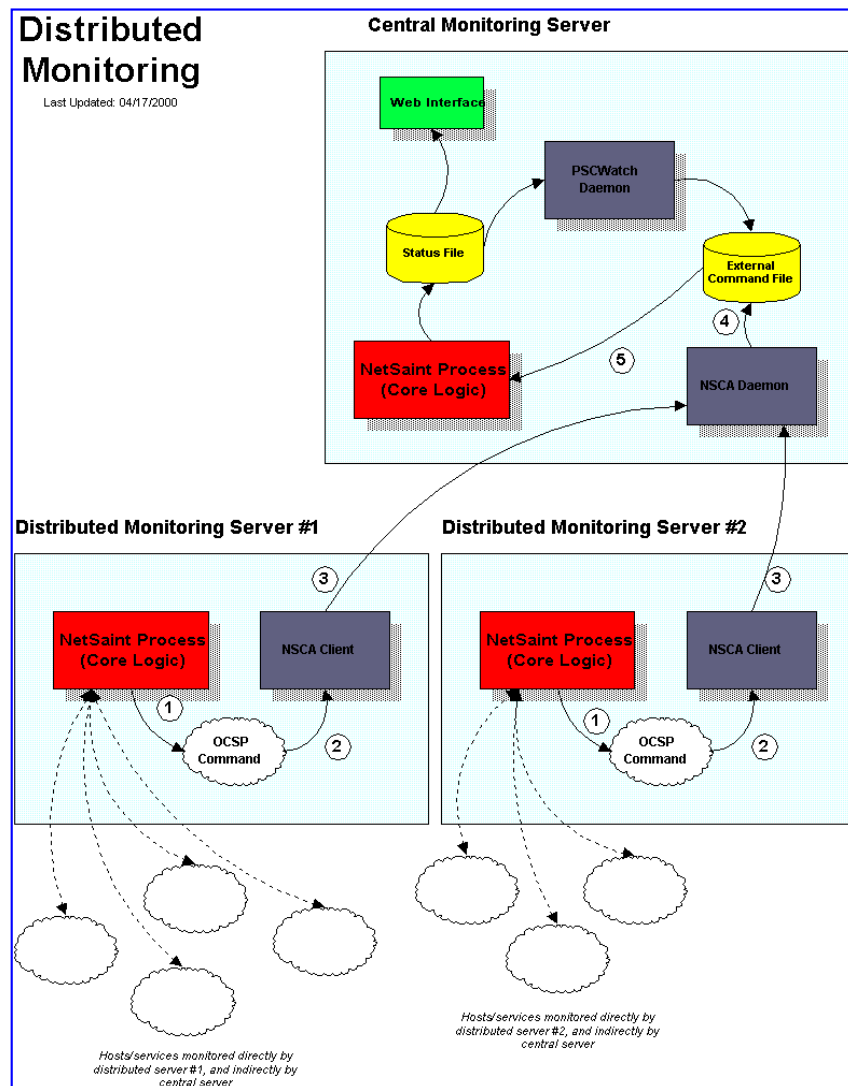 Distributed
Monitoring
Last Updated: 04/17/2000
Central Monitoring Server
Web Interface
PSCWatch
Daemon
Status File
External
Command File
4
5
NetSaint Process
(Core Logic)
NSCA Daemon
Distributed Monitoring Server #1
3
NetSaint Process
(Core Logic)
NSCA Client
1
OCSP
Command
2
Distributed Monitoring Server #2
3
NetSaint Process
(Core Logic)
NSCA Client
1
OCSP
Command
2
Hosts/services monitored directly by
distributed server #1, and indirectly by
central server
Hosts/services monitored directly by
distributed server #2, and indirectly by
central server